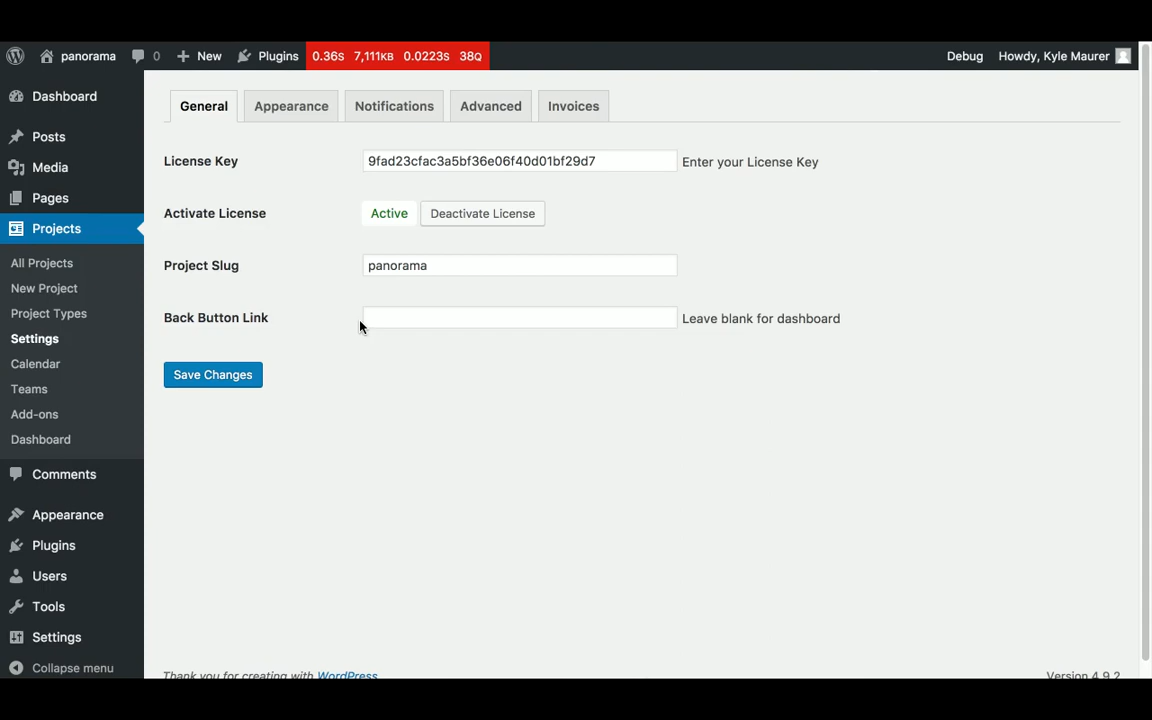 panorama 0 New Plugins 0.36S 7,111KB 0.0223S 38Q Debug Howdy, Kyle Maurer
Dashboard
Posts
Media
Pages
Projects
All Projects
New Project
Project Types
Settings
Calendar
Teams
Add-ons
Dashboard
Comments
Appearance
Plugins
Users
Tools
Settings
Collapse menu
General Appearance Notifications Advanced Invoices
License Key 9fad23cfac3a5bf36e06f40d01bf29d7 Enter your License Key
Activate License Active Deactivate License
Project Slug panorama
Back Button Link Leave blank for dashboard
Save Changes
Thank you for creating with WordPress Version 4.9.2